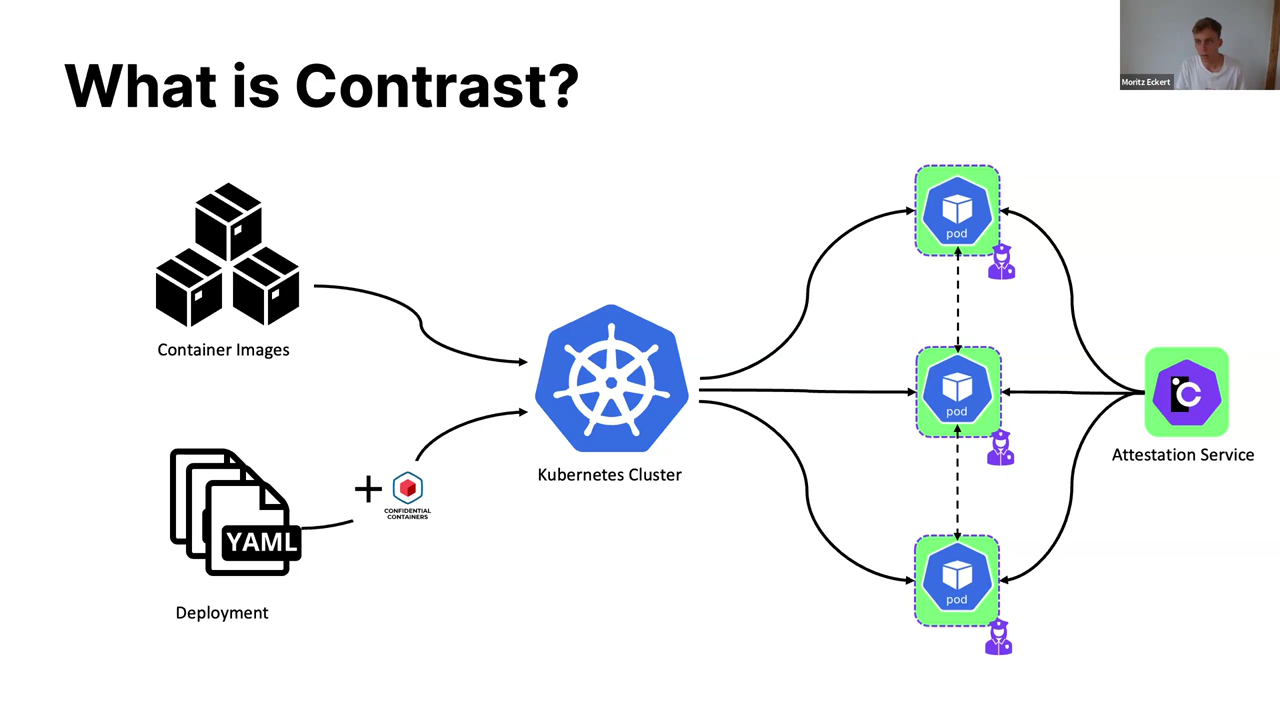 What is Contrast?
Moritz Eckert
Container Images
YAML
Deployment
+
CONFIDENTIAL
CONTAINERS
Kubernetes Cluster
pod
pod
pod
C
Attestation Service